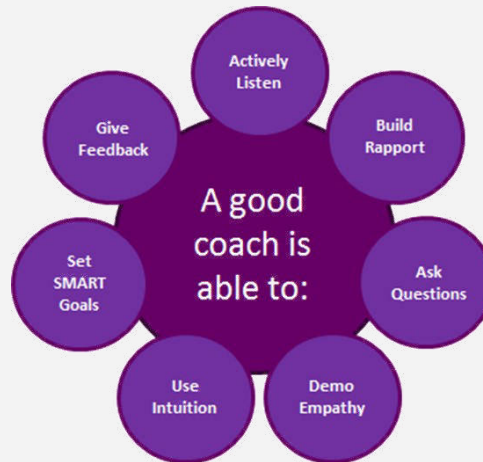 A good
coach is
able to:
Actively
Listen
Build
Rapport
Ask
Questions
Demo
Empathy
Use
Intuition
Set
SMART
Goals
Give
Feedback